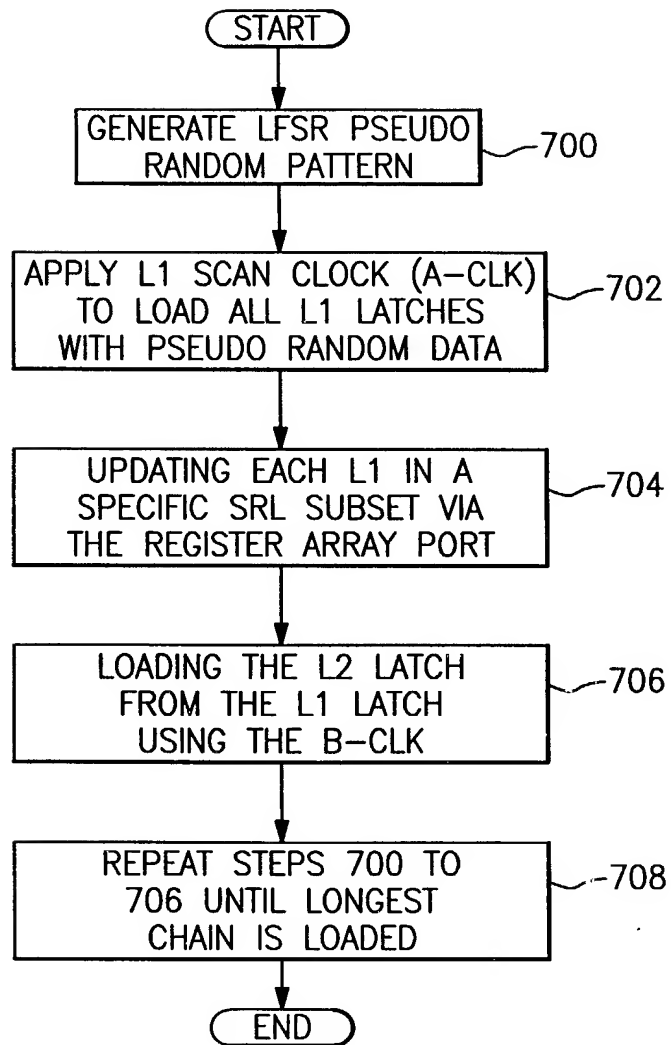 START
GENERATE LFSR PSEUDO
RANDOM PATTERN
700
APPLY L1 SCAN CLOCK (A-CLK)
TO LOAD ALL L1 LATCHES
WITH PSEUDO RANDOM DATA
702
UPDATING EACH L1 IN A
SPECIFIC SRL SUBSET VIA
THE REGISTER ARRAY PORT
704
LOADING THE L2 LATCH
FROM THE L1 LATCH
USING THE B-CLK
706
REPEAT STEPS 700 TO
706 UNTIL LONGEST
CHAIN IS LOADED
708
END